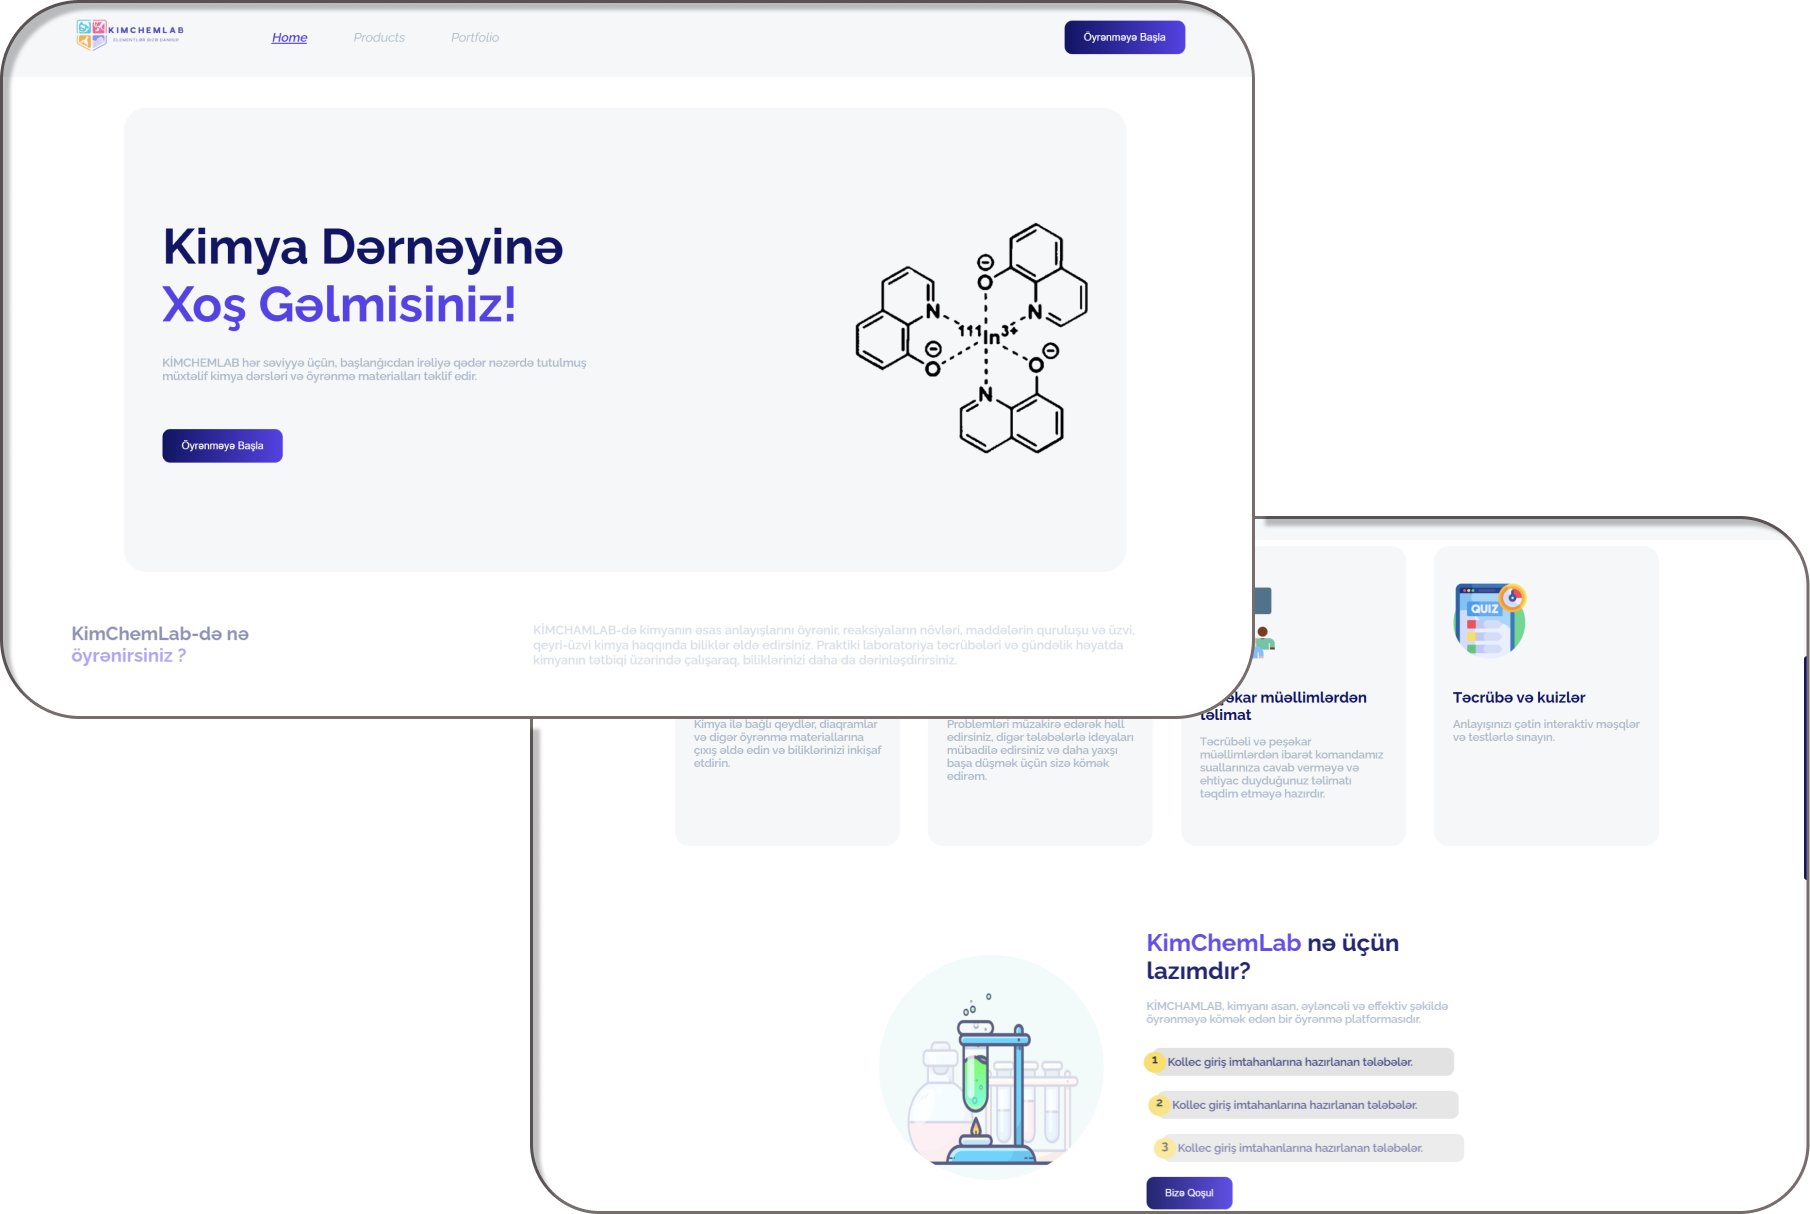 KIMCHEMLAB
Home
Products
Portfolio
Öyrənməyə Başla
Kimya Dərnəyinə
Xoş Gəlmisiniz!
KİMCHEMLAB hər səviyyə üçün, başlanğıcdan irəliyə qədər nəzərdə tutulmuş
müxtəlif kimya dərsləri və öyrənmə materialları təklif edir.
Öyrənməyə Başla
N
O
111In3+
O
N
O
N
KimChemLab-də nə
öyrənirsiniz ?
KİMCHAMLAB-də kimyanın əsas anlayışlarını öyrənir, reaksiyaların növləri, maddələrin quruluşu və üzvi,
qeyri-üzvi kimya haqqında biliklər əldə edirsiniz. Praktiki laboratoriya təcrübələri və gündəlik həyatda
kimyanın tətbiqi üzərində çalışaraq, biliklərinizi daha da dərinləşdirirsiniz.
Kimya ilə bağlı qeydlər, diaqramlar
və digər öyrənmə materiallarına
çıxış əldə edin və biliklərinizi inkişaf
etdirin.
Problemləri müzakirə edərək həll
edirsiniz, digər tələbələrlə ideyaları
mübadilə edirsiniz və daha yaxşı
başa düşmək üçün sizə kömək
edirəm.
əkar müəllimlərdən
təlimat
Təcrübəli və peşəkar
müəllimlərdən ibarət komandamız
suallarınıza cavab verməyə və
ehtiyac duyduğunuz təlimatı
təqdim etməyə hazırdır.
QUIZ
Təcrübə və kuizlər
Anlayışınızı çətin interaktiv məşqlər
və testlərlə sınayın.
KimChemLab nə üçün
lazımdır?
KİMCHAMLAB, kimyanı asan, əyləncəli və effektiv şəkildə
öyrənməyə kömək edən bir öyrənmə platformasıdır.
1 Kollec giriş imtahanlarına hazırlanan tələbələr.
2 Kollec giriş imtahanlarına hazırlanan tələbələr.
3 Kollec giriş imtahanlarına hazırlanan tələbələr.
Bizə Qoşul